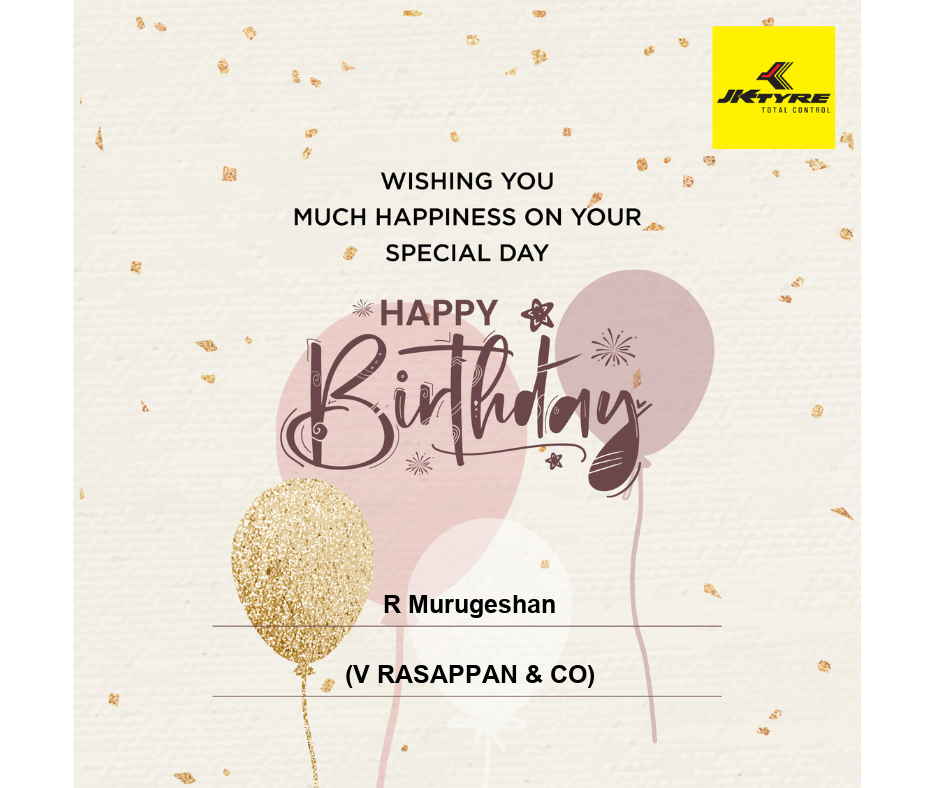 JKTYRE
TOTAL CONTROL
WISHING YOU
MUCH HAPPINESS ON YOUR
SPECIAL DAY
HAPPY
Birthday
R Murugeshan
(V RASAPPAN & CO)